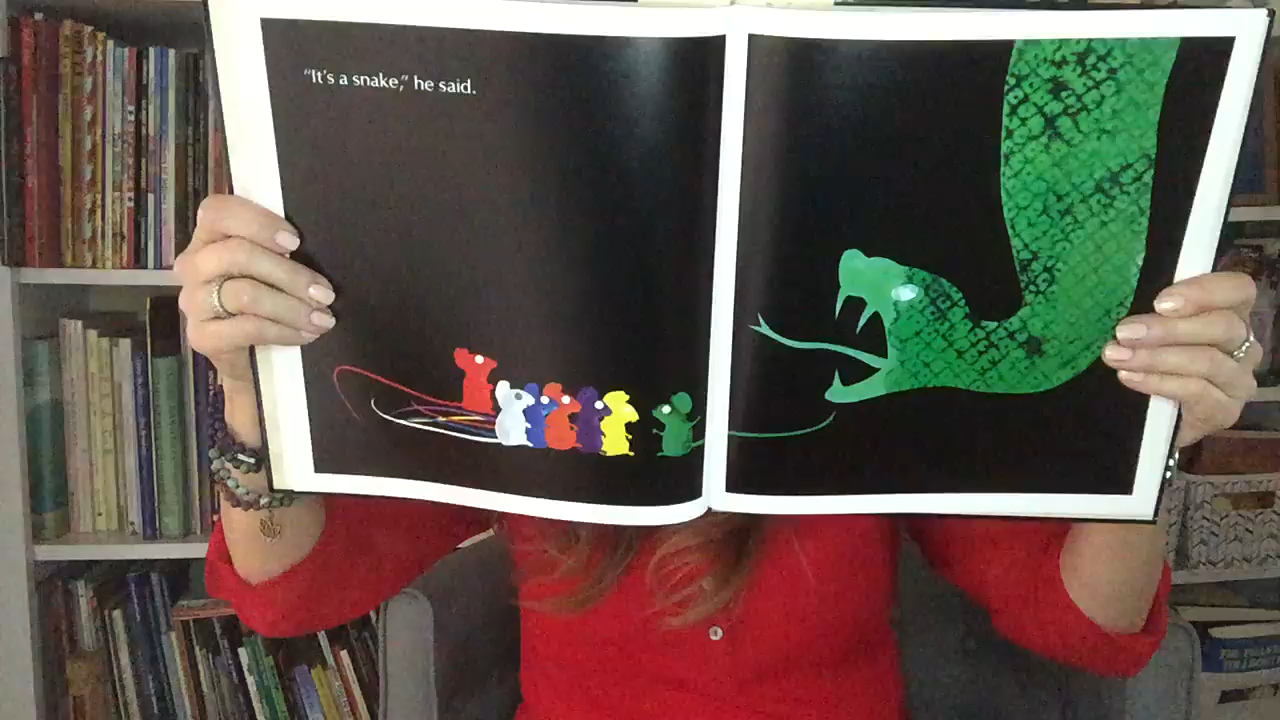 “It’s a snake,” he said.